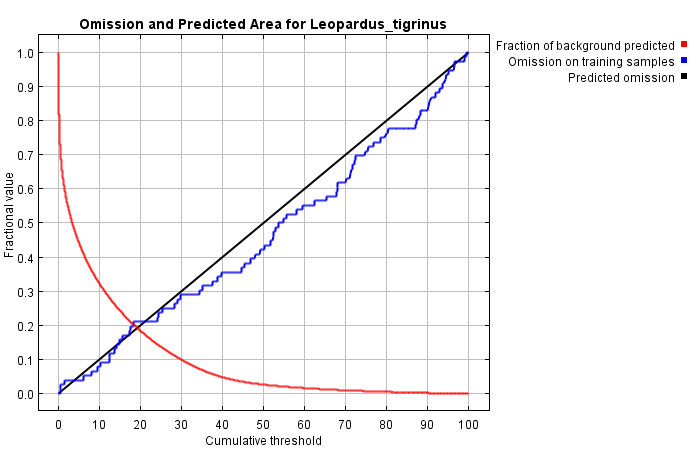 Omission and Predicted Area for Leopardus_tigrinus
Fraction of background predicted
Omission on training samples
Predicted omission
Fractional value
1.0
0.9
0.8
0.7
0.6
0.5
0.4
0.3
0.2
0.1
0.0
0 10 20 30 40 50 60 70 80 90 100
Cumulative threshold